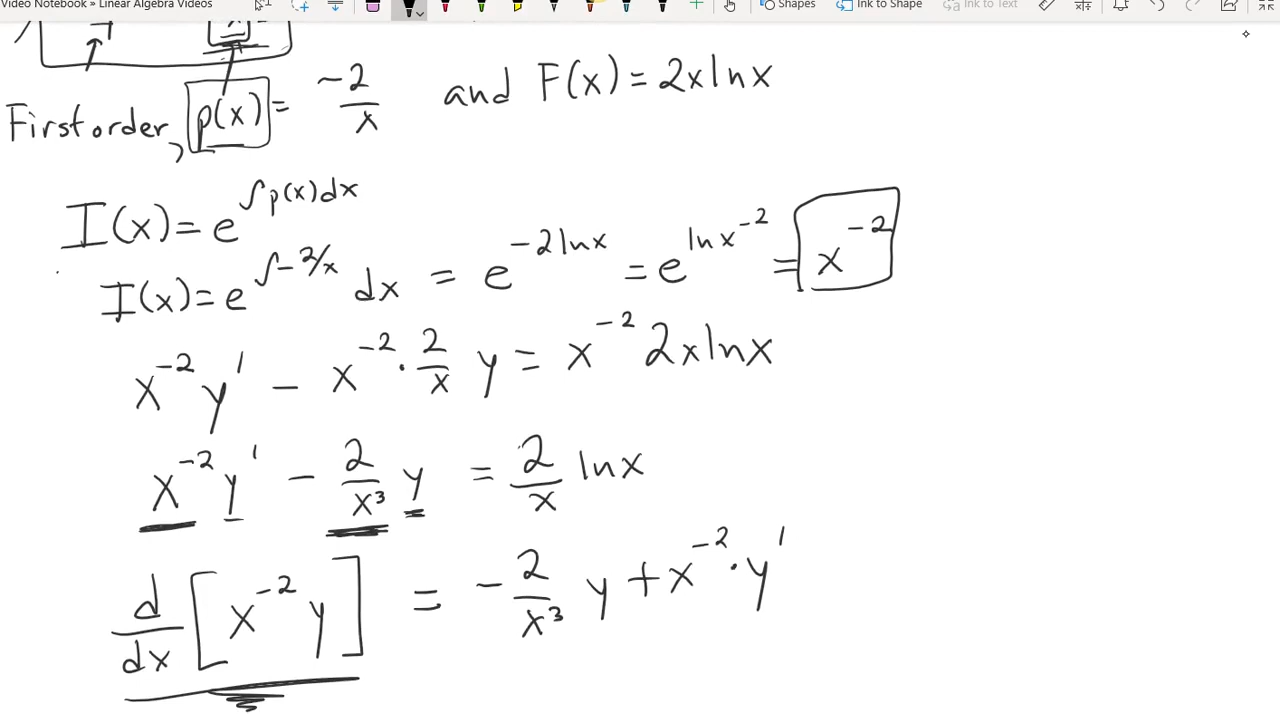 Video Notebook » Linear Algebra Videos
Shapes Ink to Shape Ink to Text
First order, p(x) = -2/x and F(x) = 2x ln x
I(x) = e^∫p(x)dx
I(x) = e^∫-2/x dx = e^-2lnx = e^lnx^-2 = x^-2
x^-2 y' - x^-2 · 2/x y = x^-2 2x ln x
x^-2 y' - 2/x^3 y = 2/x ln x
d/dx [x^-2 y] = -2/x^3 y + x^-2 · y'